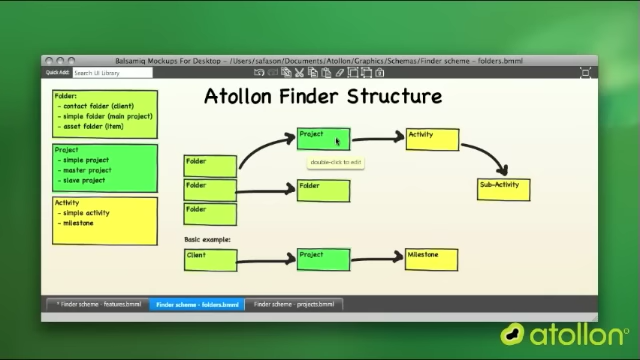 Balsamiq Mockups For Desktop - /Users/safison/Documents/Atollon/Graphics/Schemas/Finder scheme - folders.bmml
Quick Add: Search UI Library
Atollon Finder Structure
Folder:
- contact folder (client)
- simple folder (main project)
- asset folder (item)
Project
- simple project
- master project
- slave project
Activity
- simple activity
- milestone
Project
Activity
double-click to edit
Folder
Folder
Folder
Folder
Sub-Activity
Basic example:
Client
Project
Milestone
* Finder scheme - features.bmml
Finder scheme - folders.bmml
Finder scheme - projects.bmml
atollon